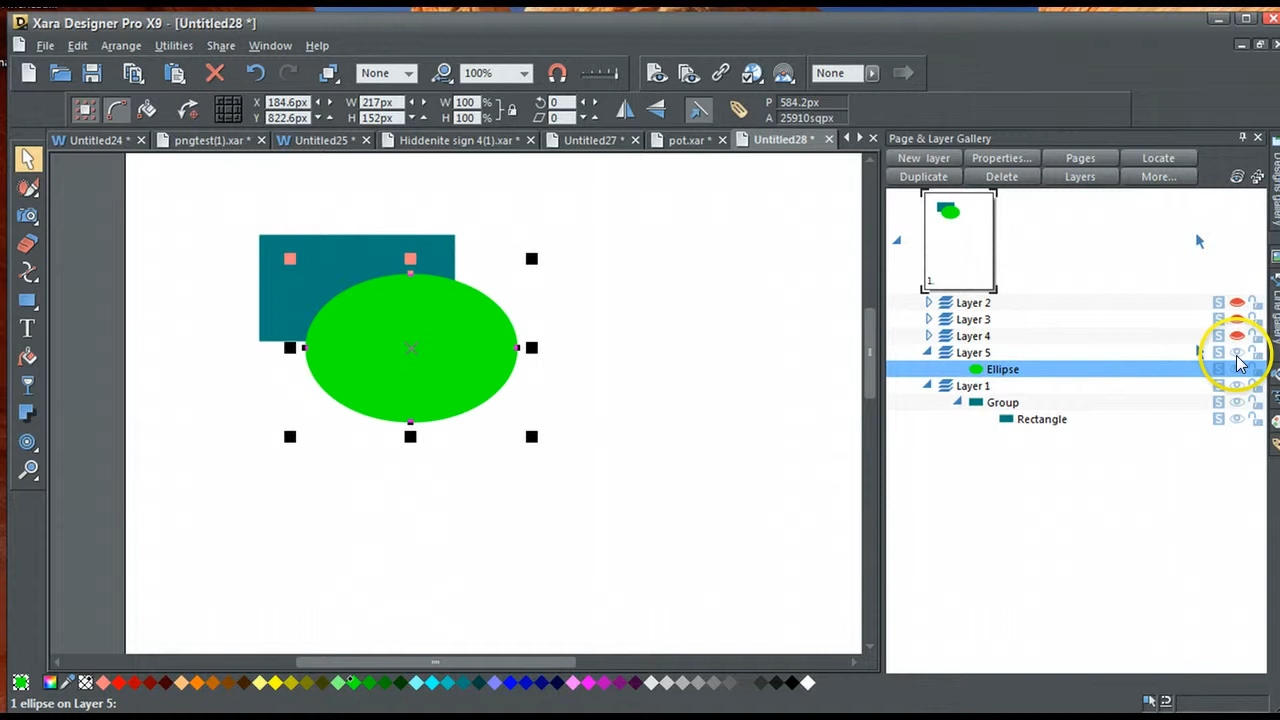 Xara Designer Pro X9 - [Untitled28 *]
File Edit Arrange Utilities Share Window Help
None 100% None
X 184.6px W 217px W 100 % 0 P 584.2px
Y 822.6px H 152px H 100 % 0 A 25910sqpx
Untitled24 * pngtest(1).xar * Untitled25 * Hiddenite sign 4(1).xar * Untitled27 * pot.xar * Untitled28 *
Page & Layer Gallery
New layer Properties... Pages Locate
Duplicate Delete Layers More...
Designs gallery
1.
Layer 2
Layer 3
Layer 4
Layer 5
Ellipse
Layer 1
Group
Rectangle
1 ellipse on Layer 5: